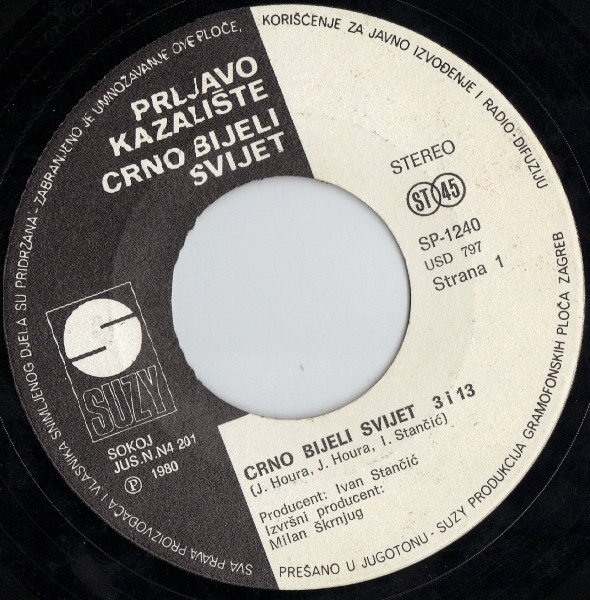 SVA PRAVA PROIZVOĐAČA I VLASNIKA SNIMLJENOG DJELA SU PRIDRŽANA · ZABRANJENO JE UMNOŽAVANJE OVE PLOČE,
KORIŠĆENJE ZA JAVNO IZVOĐENJE I RADIO-DIFUZIJU
PRLJAVO
KAZALIŠTE
CRNO BIJELI
SVIJET
STEREO
ST 45
SP-1240
USD 797
Strana 1
SUZY
SOKOJ
JUS.N.N4 201
℗ 1980
CRNO BIJELI SVIJET 3 i 13
(J. Houra, J. Houra, I. Stančić)
Producent: Ivan Stančić
Izvršni producent:
Milan Škrnjug
PREŠANO U JUGOTONU - SUZY PRODUKCIJA GRAMOFONSKIH PLOČA ZAGREB